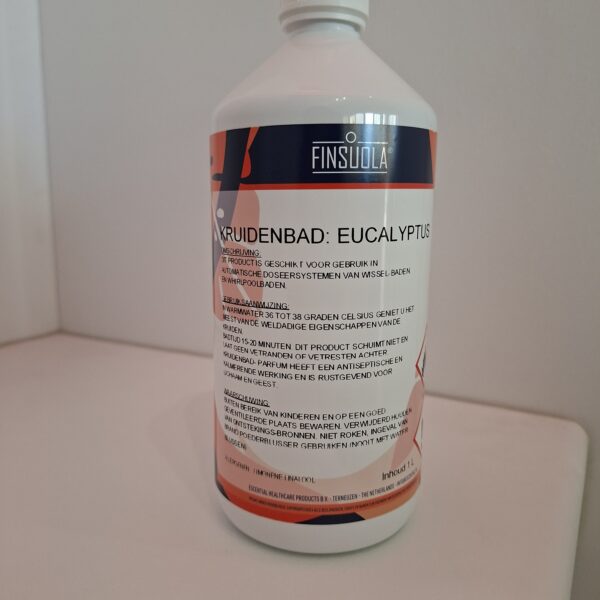 FINSUOLA®
KRUIDENBAD: EUCALYPTUS
OMSCHRIJVING:
DIT PRODUCT IS GESCHIKT VOOR GEBRUIK IN
AUTOMATISCHE DOSEERSYSTEMEN VAN WISSELBADEN
EN WHIRLPOOLBADEN.
GEBRUIKSAANWIJZING:
IN WARM WATER 36 TOT 38 GRADEN CELSIUS GENIET U HET
MEEST VAN DE WELDADIGE EIGENSCHAPPEN VAN DE
KRUIDEN.
BADTIJD 15-20 MINUTEN. DIT PRODUCT SCHUIMT NIET EN
LAAT GEEN VETRANDEN OF VETRESTEN ACHTER.
KRUIDENBAD- PARFUM HEEFT EEN ANTISEPTISCHE EN
KALMERENDE WERKING EN IS RUSTGEVEND VOOR
LICHAAM EN GEEST.
WAARSCHUWING:
BUITEN BEREIK VAN KINDEREN EN OP EEN GOED
GEVENTILEERDE PLAATS BEWAREN. VERWIJDERD HOUDEN
VAN ONTSTEKINGS-BRONNEN. NIET ROKEN. INGEVAL VAN
BRAND POEDERBLUSSER GEBRUIKEN (NOOIT MET WATER
BLUSSEN)
LIMONENE LINALOOL
Inhoud 1 L
ESSENTIAL HEALTHCARE PRODUCTS B.V. - TERNEUZEN - THE NETHERLANDS